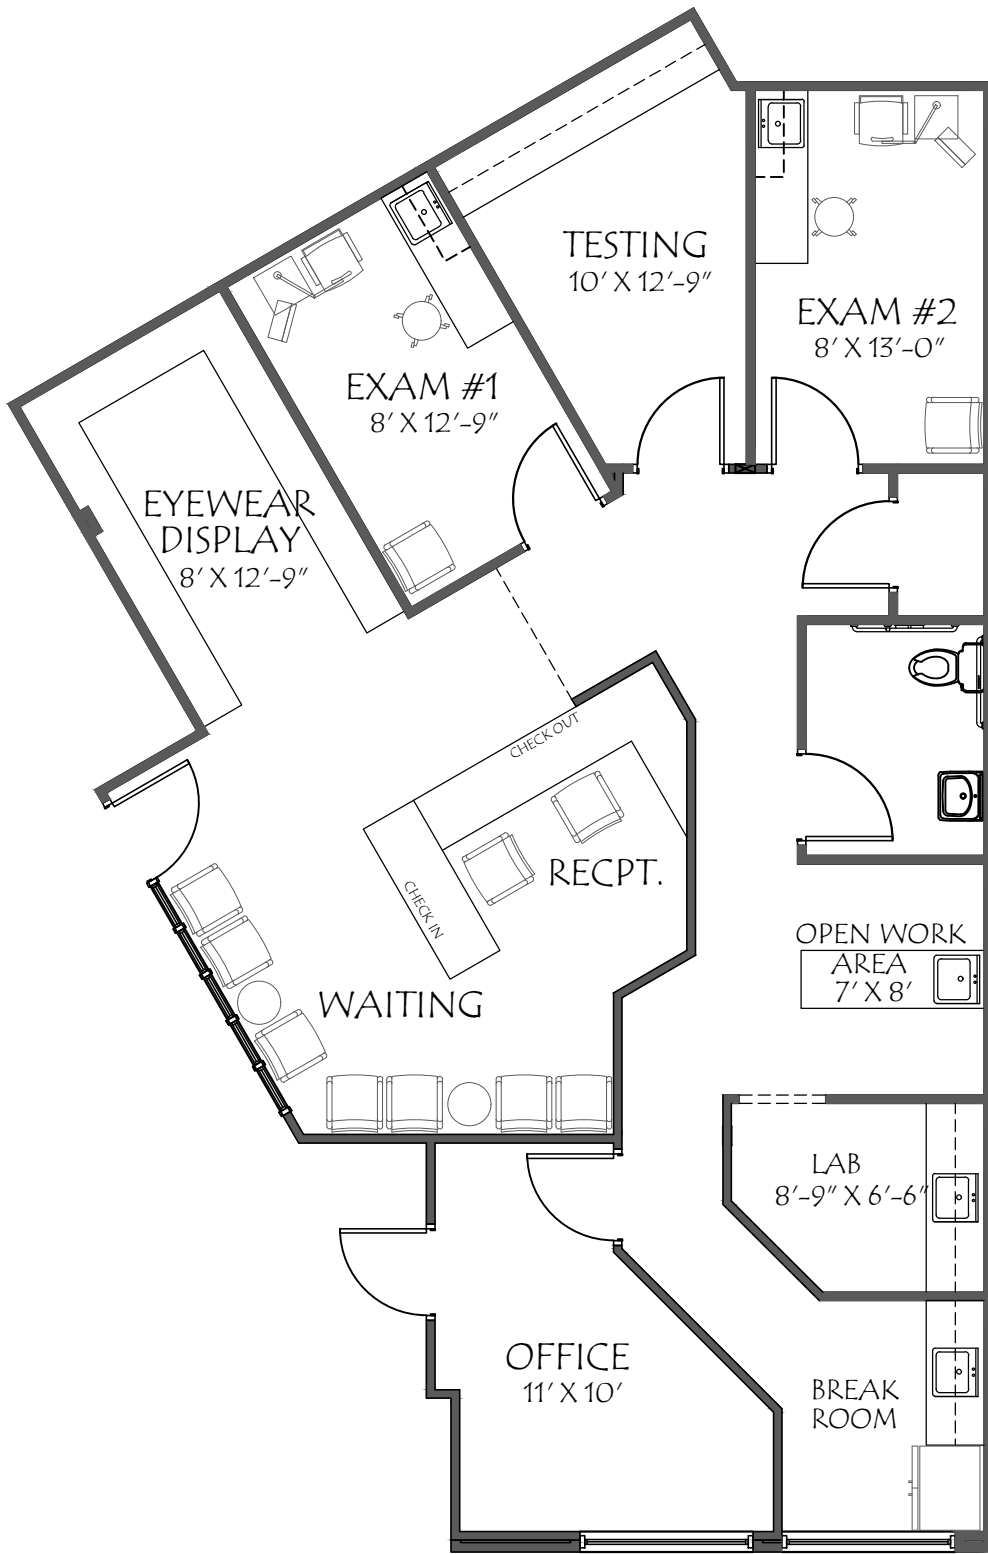 TESTING
10' X 12'-9"
EXAM #2
8' X 13'-0"
EXAM #1
8' X 12'-9"
EYEWEAR
DISPLAY
8' X 12'-9"
CHECK OUT
RECPT.
CHECK IN
OPEN WORK
AREA
7' X 8'
WAITING
LAB
8'-9" X 6'-6"
OFFICE
11' X 10'
BREAK
ROOM